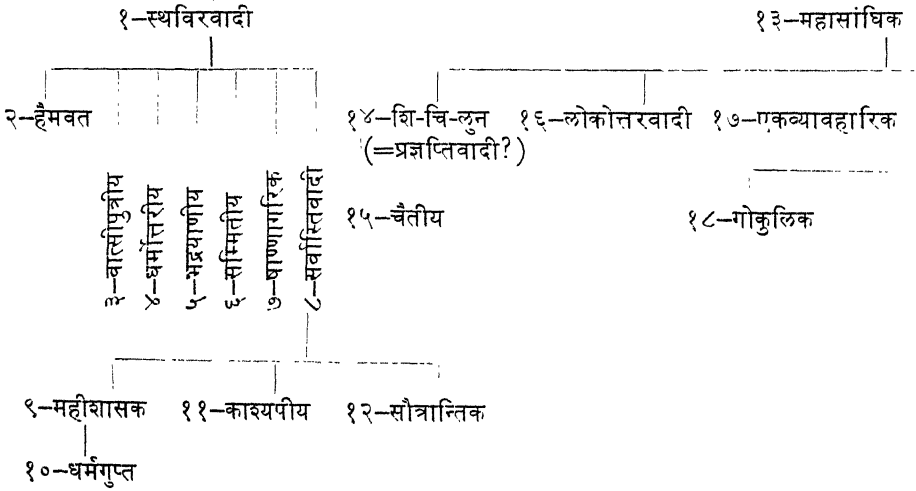 १–स्थविरवादी
१३–महासांघिक
२–हैमवत
१४–शि-चि-लुन
(=प्रज्ञप्तिवादी?)
१६–लोकोत्तरवादी
१७–एकव्यावहारिक
३–वात्सीपुत्रीय
४–धर्मोत्तरीय
५–भद्रयाणीय
६–सम्मितीय
७–षाण्णागरिक
८–सर्वास्तिवादी
१५–चैतीय
१८–गोकुलिक
९–महीशासक
११–काश्यपीय
१२–सौत्रान्तिक
१०–धर्मगुप्त